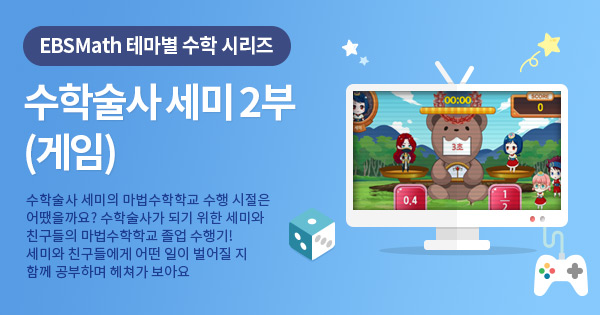 EBSMath 테마별 수학 시리즈
수학술사 세미 2부
(게임)
수학술사 세미의 마법수학학교 수행 시절은
어땠을까요? 수학술사가 되기 위한 세미와
친구들의 마법수학학교 졸업 수행기!
세미와 친구들에게 어떤 일이 벌어질 지
함께 공부하며 헤쳐가 보아요
00:00
SCORE
0
3초
0.4
1
2